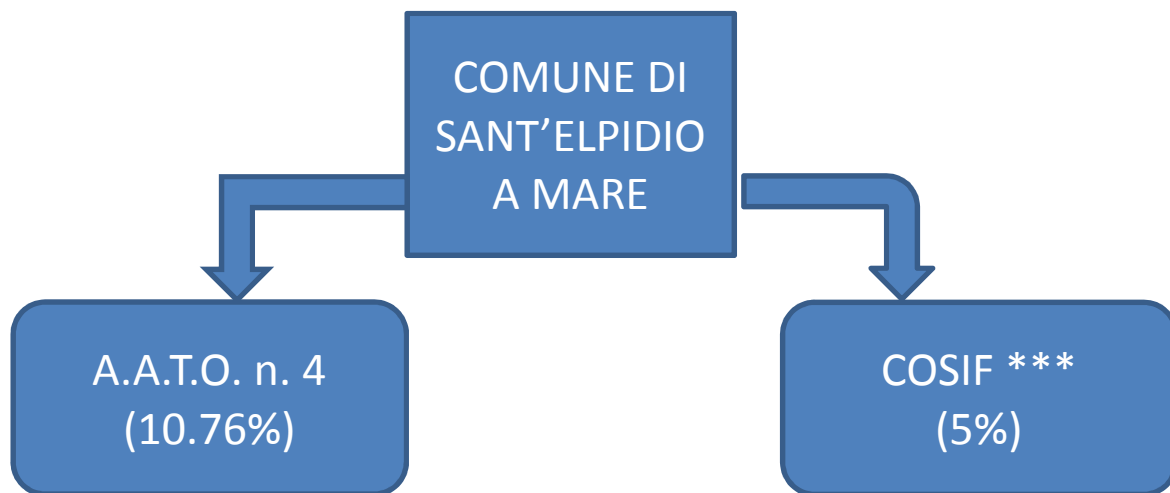 COMUNE DI
SANT’ELPIDIO
A MARE
A.A.T.O. n. 4
(10.76%)
COSIF ***
(5%)